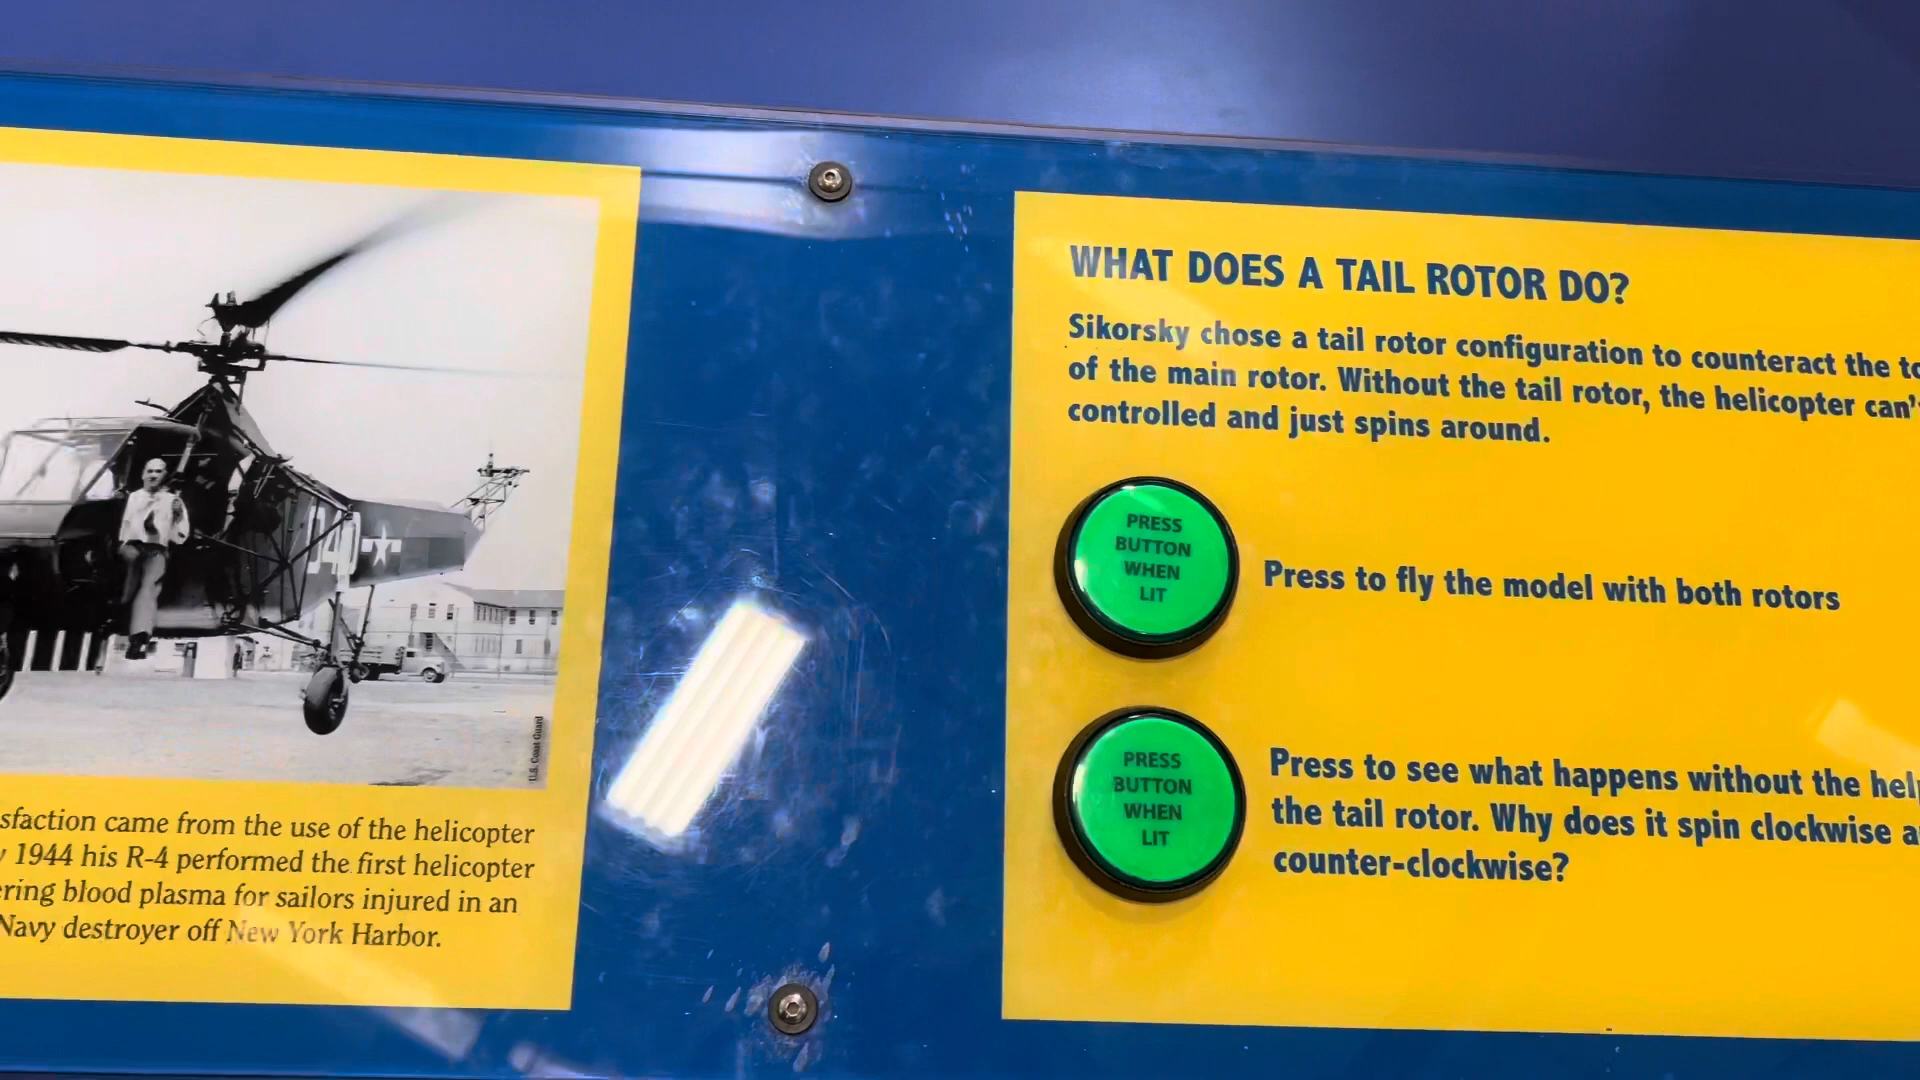 040
U.S. Coast Guard
came from the use of the helicopter
1944 his R-4 performed the first helicopter
blood plasma for sailors injured in an
Navy destroyer off New York Harbor.
WHAT DOES A TAIL ROTOR DO?
Sikorsky chose a tail rotor configuration to counteract the
of the main rotor. Without the tail rotor, the helicopter can't
controlled and just spins around.
PRESS
BUTTON
WHEN
LIT
Press to fly the model with both rotors
PRESS
BUTTON
WHEN
LIT
Press to see what happens without the
the tail rotor. Why does it spin clockwise
counter-clockwise?